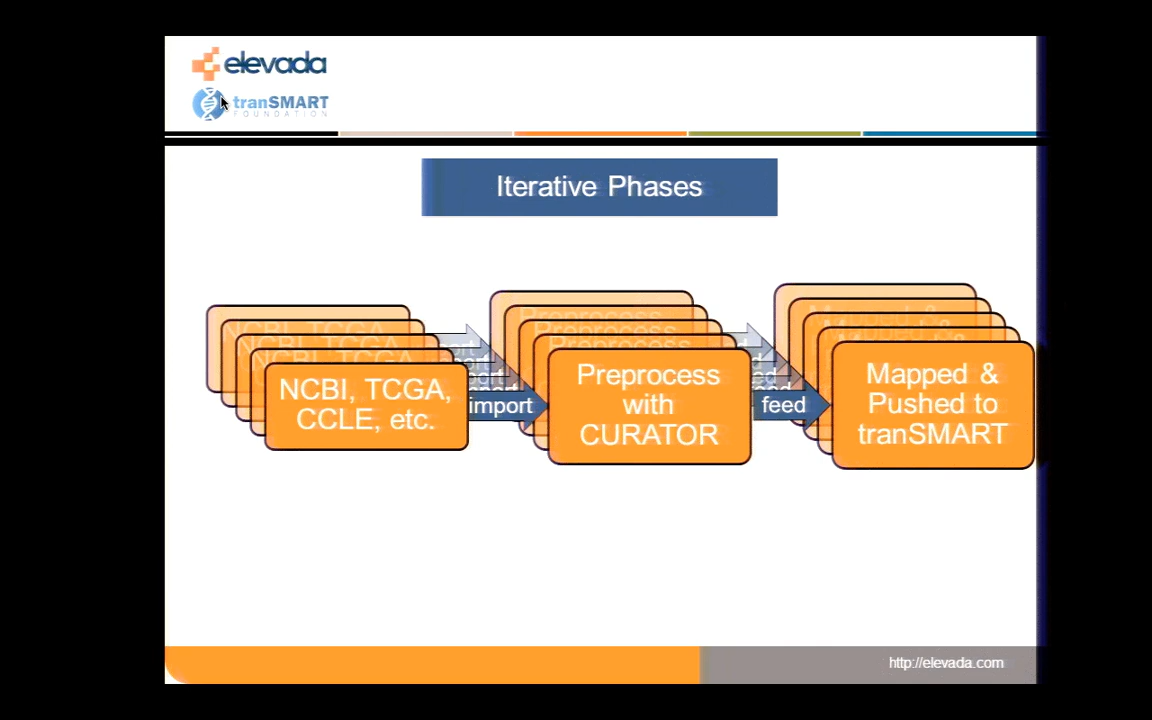 elevada
tranSMART
FOUNDATION
Iterative Phases
NCBI, TCGA,
CCLE, etc.
import
Preprocess
with
CURATOR
feed
Mapped &
Pushed to
tranSMART
http://elevada.com